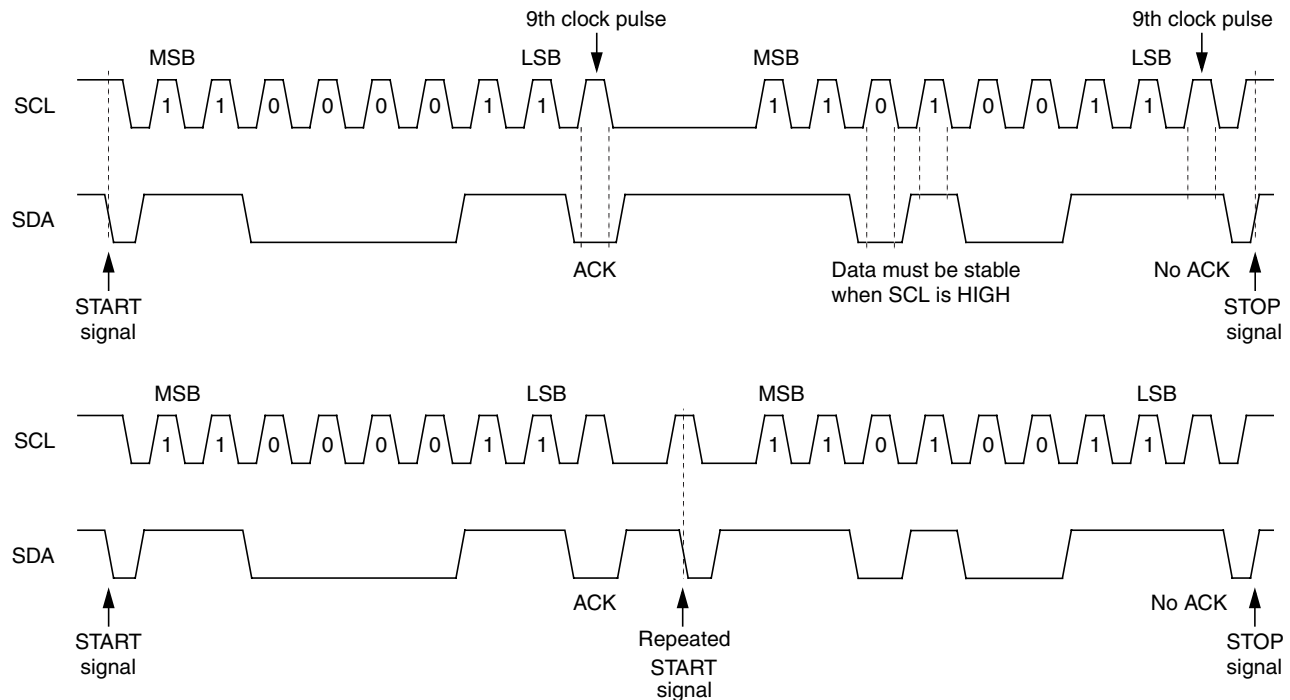 9th clock pulse 9th clock pulse
MSB LSB MSB LSB
SCL 1 1 0 0 0 0 1 1 1 1 0 1 0 0 1 1
SDA
ACK Data must be stable No ACK
when SCL is HIGH
START STOP
signal signal
MSB LSB MSB LSB
SCL 1 1 0 0 0 0 1 1 1 1 0 1 0 0 1 1
SDA
ACK No ACK
START Repeated STOP
signal START signal
signal